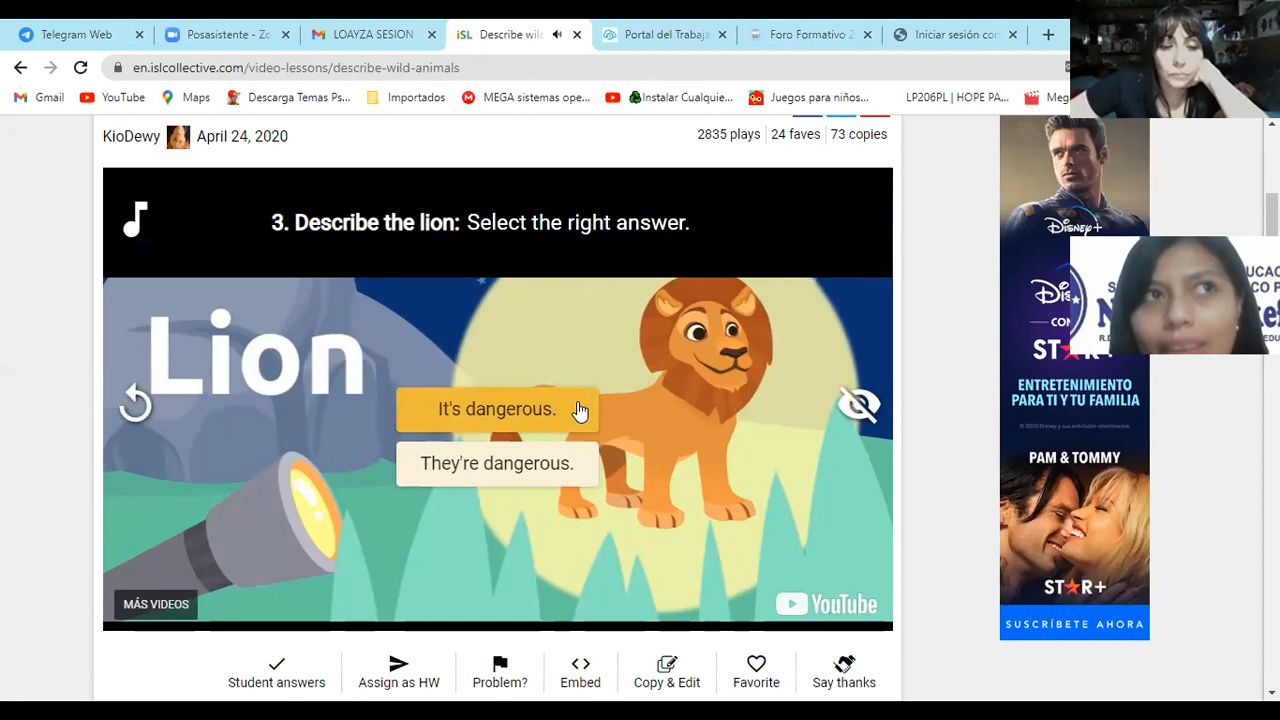 Telegram Web
Posasistente - Zo
LOAYZA SESION
Describe wil
Portal del Trabaja
Foro Formativo 2
Iniciar sesión con
en.islcollective.com/video-lessons/describe-wild-animals
Gmail
YouTube
Maps
Descarga Temas Ps...
Importados
MEGA sistemas ope...
Instalar Cualquie...
Juegos para niños...
LP206PL | HOPE PA...
Meg
KioDewy
April 24, 2020
2835 plays
24 faves
73 copies
3. Describe the lion: Select the right answer.
Lion
It's dangerous.
They're dangerous.
MÁS VIDEOS
YouTube
Student answers
Assign as HW
Problem?
Embed
Copy & Edit
Favorite
Say thanks
Disney+
ENTRETENIMIENTO
PARA TI Y TU FAMILIA
PAM & TOMMY
STAR+
SUSCRÍBETE AHORA